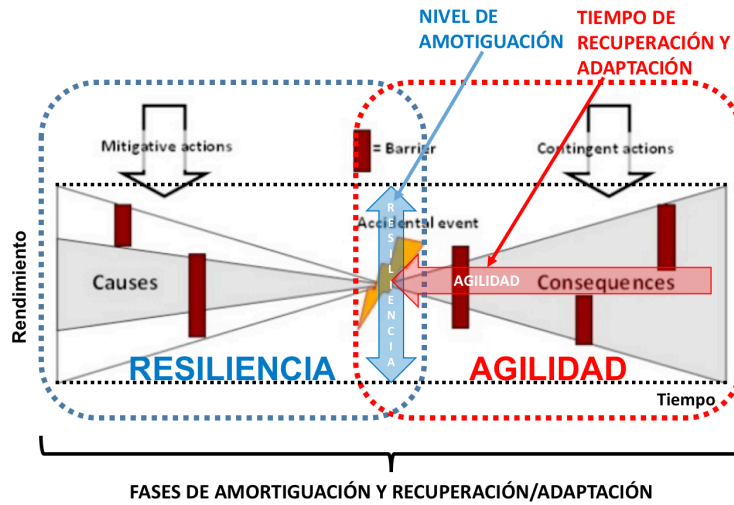 NIVEL DE
AMOTIGUACIÓN
TIEMPO DE
RECUPERACIÓN Y
ADAPTACIÓN
Mitigative actions
= Barrier
Contingent actions
Accidental event
RESILIENCIA
Causes
AGILIDAD
Consequences
Rendimiento
RESILIENCIA
AGILIDAD
Tiempo
FASES DE AMORTIGUACIÓN Y RECUPERACIÓN/ADAPTACIÓN